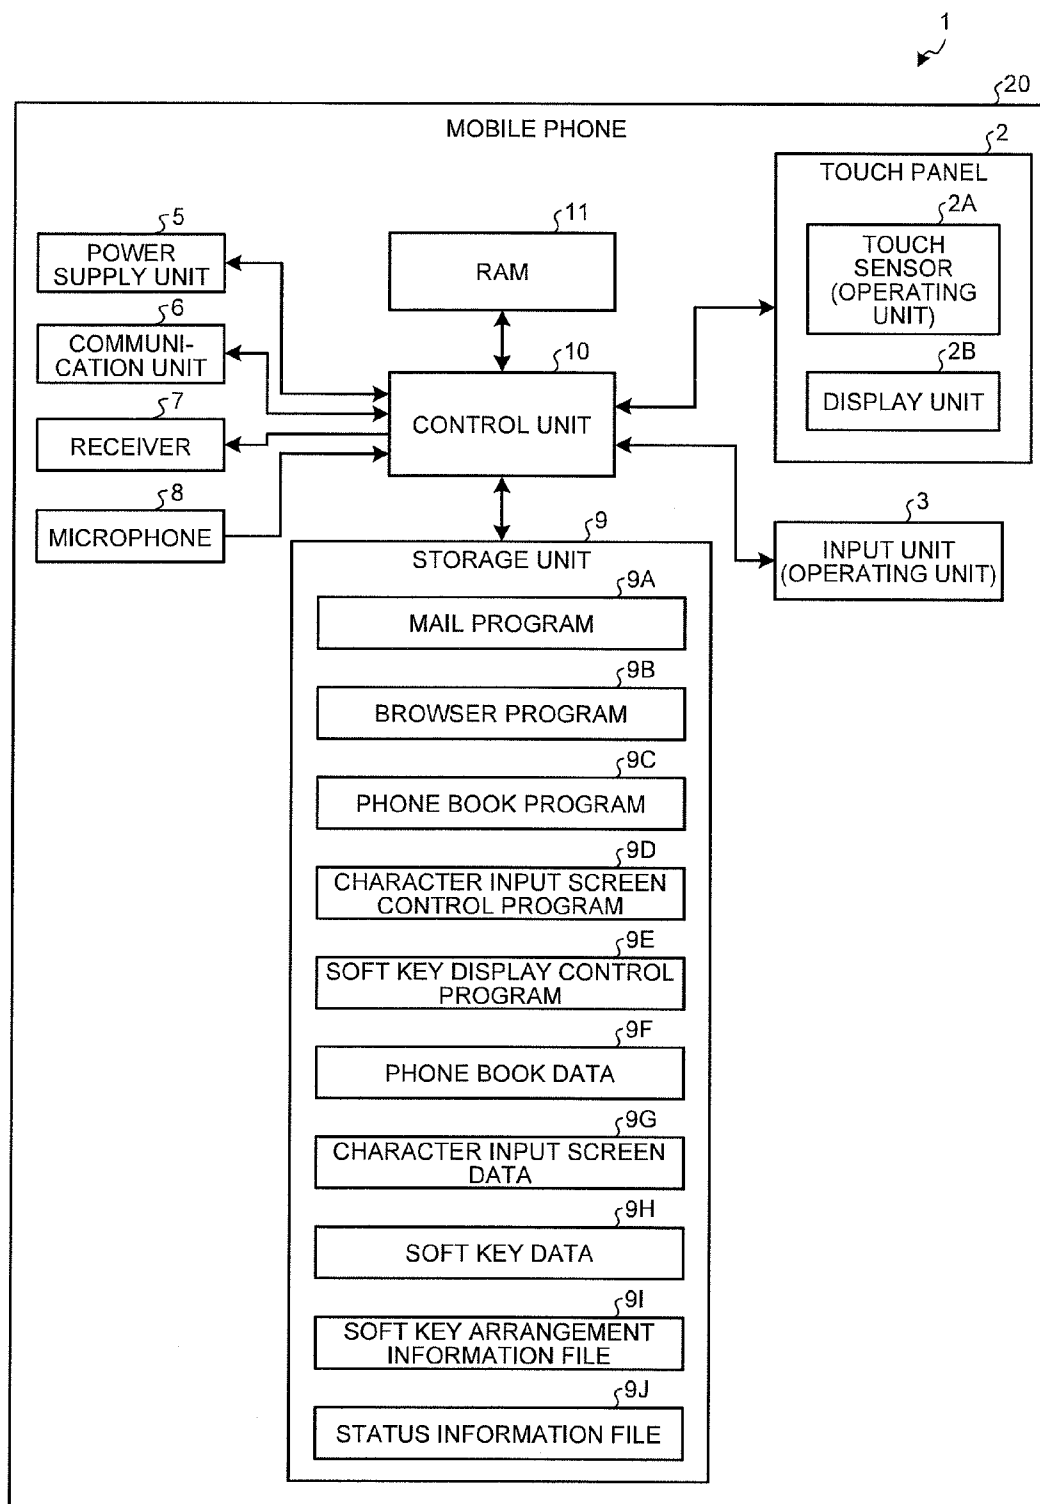 1
20
MOBILE PHONE
2
TOUCH PANEL
2A
TOUCH
SENSOR
(OPERATING
UNIT)
2B
DISPLAY UNIT
5
POWER
SUPPLY UNIT
11
RAM
6
COMMUNI-
CATION UNIT
10
CONTROL UNIT
7
RECEIVER
8
MICROPHONE
3
INPUT UNIT
(OPERATING UNIT)
9
STORAGE UNIT
9A
MAIL PROGRAM
9B
BROWSER PROGRAM
9C
PHONE BOOK PROGRAM
9D
CHARACTER INPUT SCREEN
CONTROL PROGRAM
9E
SOFT KEY DISPLAY CONTROL
PROGRAM
9F
PHONE BOOK DATA
9G
CHARACTER INPUT SCREEN
DATA
9H
SOFT KEY DATA
9I
SOFT KEY ARRANGEMENT
INFORMATION FILE
9J
STATUS INFORMATION FILE